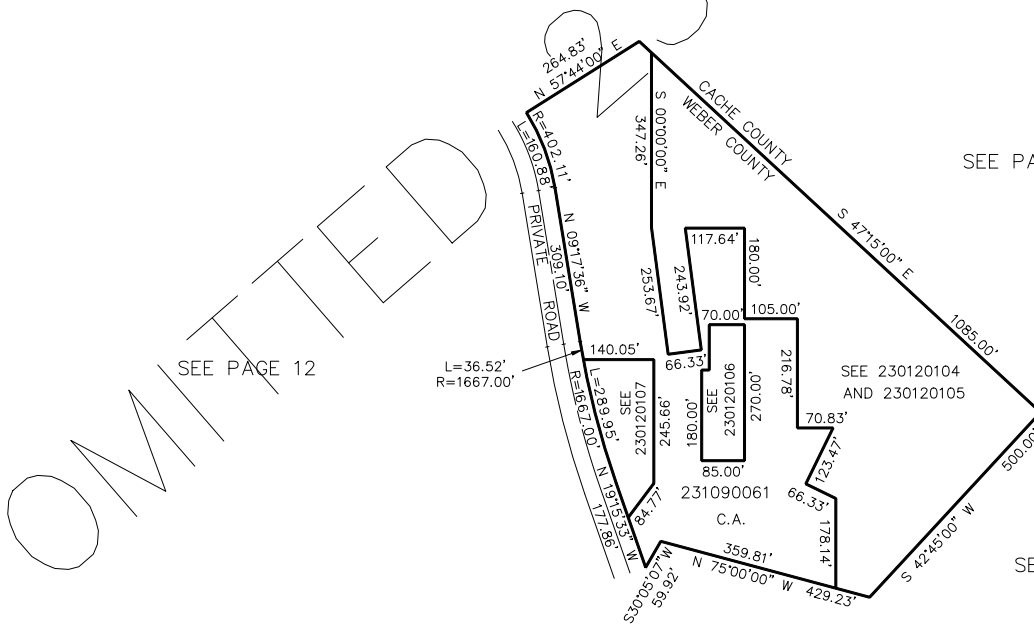 OMITTED
264.83'
N 57°44'00" E
R=402.11'
L=160.88'
S 00°00'00" E
347.26'
CACHE COUNTY
WEBER COUNTY
SEE PA
S 47°15'00" E
1085.00'
PRIVATE ROAD
N 09°17'36" W
309.10'
117.64'
180.00'
253.67'
243.92'
70.00'
105.00'
SEE PAGE 12
L=36.52'
R=1667.00'
140.05'
66.33'
216.78'
SEE 230120104
AND 230120105
SEE
230120107
L=289.95'
R=1667.00'
245.66'
180.00'
SEE
230120106
270.00'
70.83'
123.47'
500.00
S 42°45'00" W
85.00'
66.33'
231090061
C.A.
84.77'
N 19°15'33" W
177.86'
178.14'
359.81'
N 75°00'00" W
429.23'
S30°05'07"W
59.92'
SE